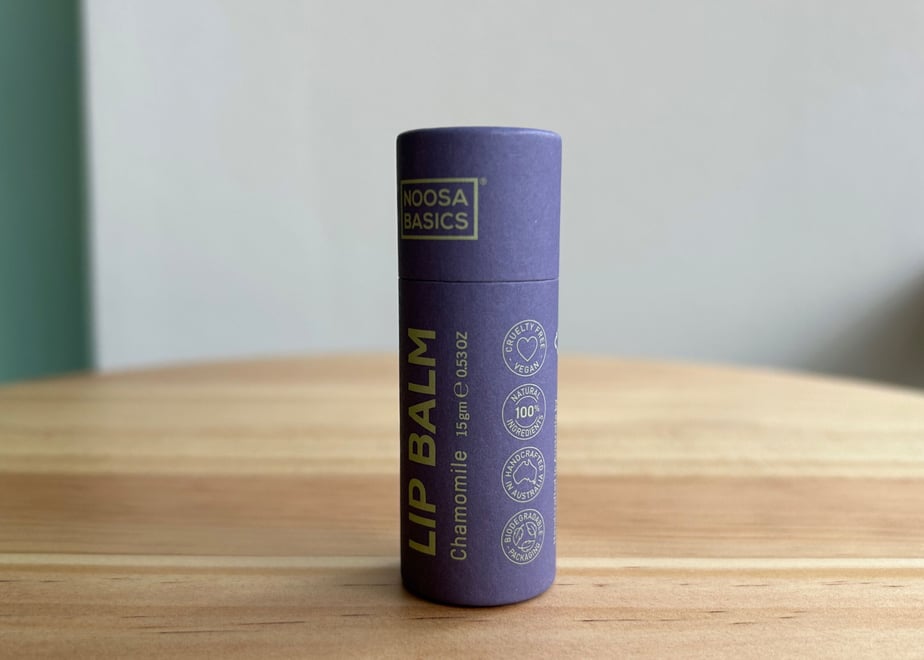 NOOSA
BASICS®
LIP BALM
Chamomile 15gm ℮ 0.53OZ
CRUELTY FREE
- VEGAN -
NATURAL
100%
INGREDIENTS
HANDCRAFTED
IN AUSTRALIA
BIODEGRADABLE
- PACKAGING -